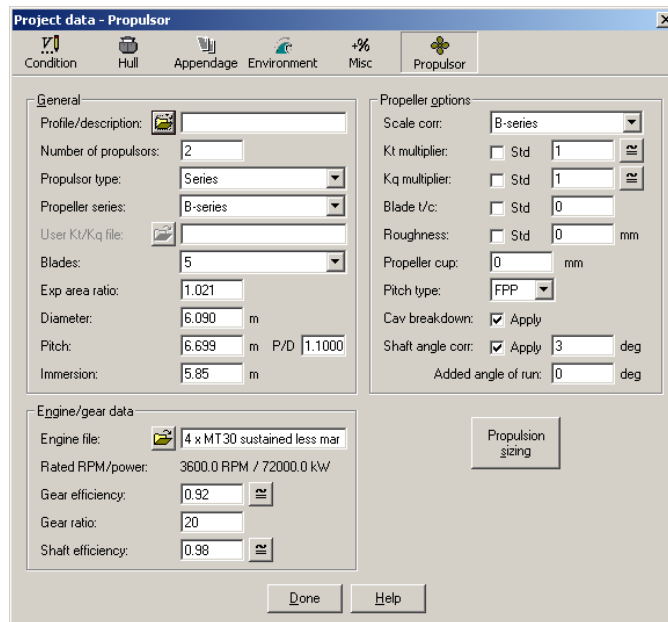 Project data - Propulsor
Condition Hull Appendage Environment +% Misc Propulsor
General
Profile/description:
Number of propulsors: 2
Propulsor type: Series
Propeller series: B-series
User Kt/Kq file:
Blades: 5
Exp area ratio: 1.021
Diameter: 6.090 m
Pitch: 6.699 m P/D 1.1000
Immersion: 5.85 m
Engine/gear data
Engine file: 4 x MT30 sustained less mar
Rated RPM/power: 3600.0 RPM / 72000.0 kW
Gear efficiency: 0.92
Gear ratio: 20
Shaft efficiency: 0.98
Propeller options
Scale corr: B-series
Kt multiplier: Std 1
Kq multiplier: Std 1
Blade t/c: Std 0
Roughness: Std 0 mm
Propeller cup: 0 mm
Pitch type: FPP
Cav breakdown: Apply
Shaft angle corr: Apply 3 deg
Added angle of run: 0 deg
Propulsion
sizing
Done Help